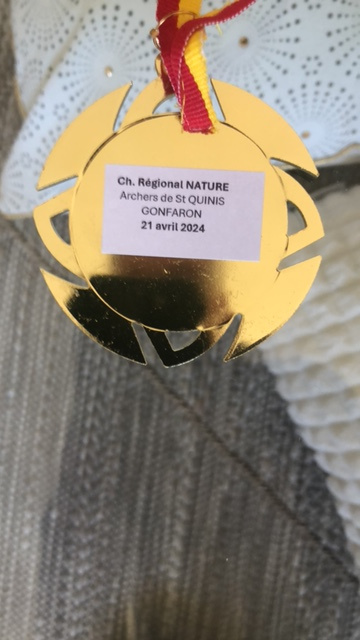 Ch. Régional NATURE
Archers de St QUINIS
GONFARON
21 avril 2024